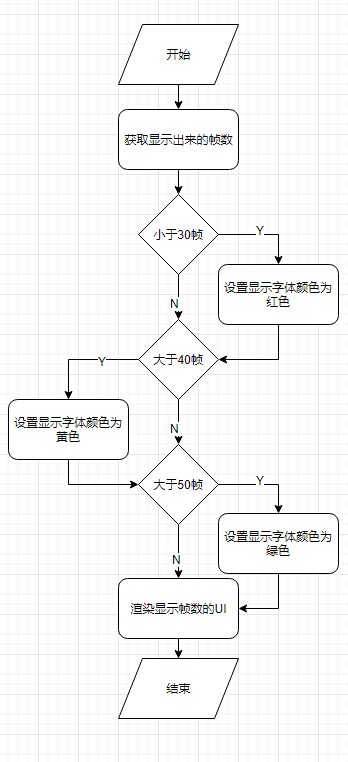 开始
获取显示出来的帧数
小于30帧
Y
设置显示字体颜色为
红色
N
大于40帧
Y
设置显示字体颜色为
黄色
N
大于50帧
Y
设置显示字体颜色为
绿色
N
渲染显示帧数的UI
结束